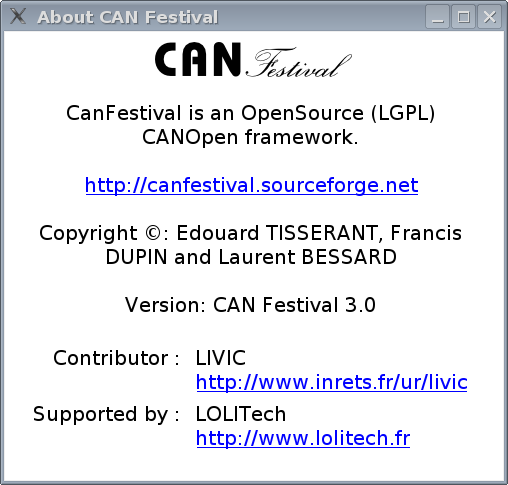 About CAN Festival
CAN Festival
CanFestival is an OpenSource (LGPL)
CANOpen framework.
http://canfestival.sourceforge.net
Copyright ©: Edouard TISSERANT, Francis
DUPIN and Laurent BESSARD
Version: CAN Festival 3.0
Contributor : LIVIC
http://www.inrets.fr/ur/livic
Supported by : LOLITech
http://www.lolitech.fr